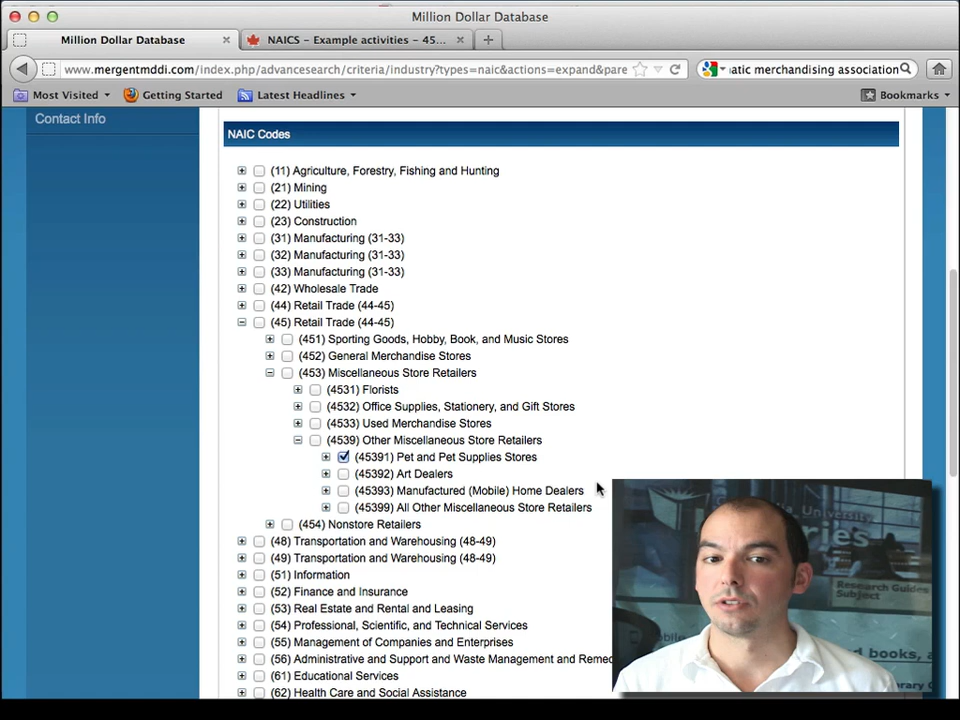 Million Dollar Database
Million Dollar Database
NAICS - Example activities - 45...
www.mergentmddi.com/index.php/advancesearch/criteria/industry?types=naic&actions=expand&pare
atic merchandising association
Most Visited
Getting Started
Latest Headlines
Bookmarks
Contact Info
NAIC Codes
(11) Agriculture, Forestry, Fishing and Hunting
(21) Mining
(22) Utilities
(23) Construction
(31) Manufacturing (31-33)
(32) Manufacturing (31-33)
(33) Manufacturing (31-33)
(42) Wholesale Trade
(44) Retail Trade (44-45)
(45) Retail Trade (44-45)
(451) Sporting Goods, Hobby, Book, and Music Stores
(452) General Merchandise Stores
(453) Miscellaneous Store Retailers
(4531) Florists
(4532) Office Supplies, Stationery, and Gift Stores
(4533) Used Merchandise Stores
(4539) Other Miscellaneous Store Retailers
(45391) Pet and Pet Supplies Stores
(45392) Art Dealers
(45393) Manufactured (Mobile) Home Dealers
(45399) All Other Miscellaneous Store Retailers
(454) Nonstore Retailers
(48) Transportation and Warehousing (48-49)
(49) Transportation and Warehousing (48-49)
(51) Information
(52) Finance and Insurance
(53) Real Estate and Rental and Leasing
(54) Professional, Scientific, and Technical Services
(55) Management of Companies and Enterprises
(56) Administrative and Support and Waste Management and Remed
(61) Educational Services
(62) Health Care and Social Assistance
University
ries
Research Guides
Subject
d books, a